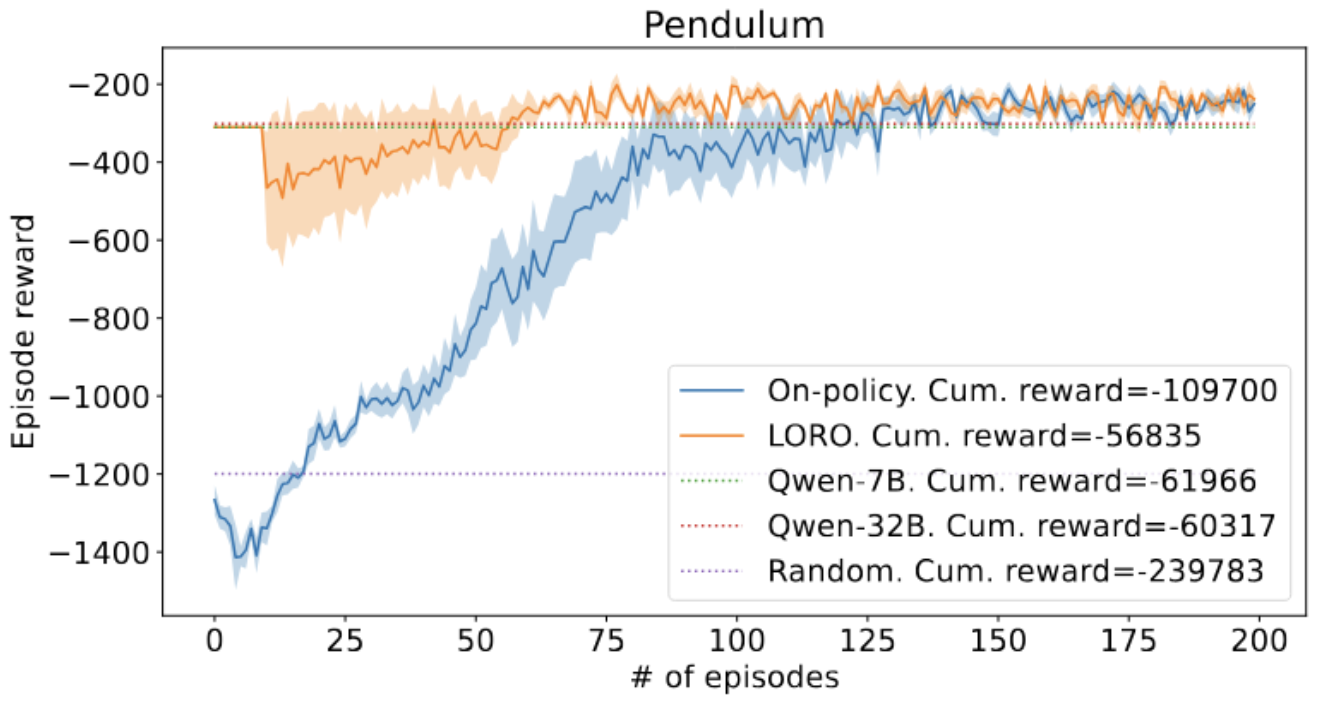 Pendulum
Episode reward
−200
−400
−600
−800
−1000
−1200
−1400
On-policy. Cum. reward=-109700
LORO. Cum. reward=-56835
Qwen-7B. Cum. reward=-61966
Qwen-32B. Cum. reward=-60317
Random. Cum. reward=-239783
0 25 50 75 100 125 150 175 200
# of episodes